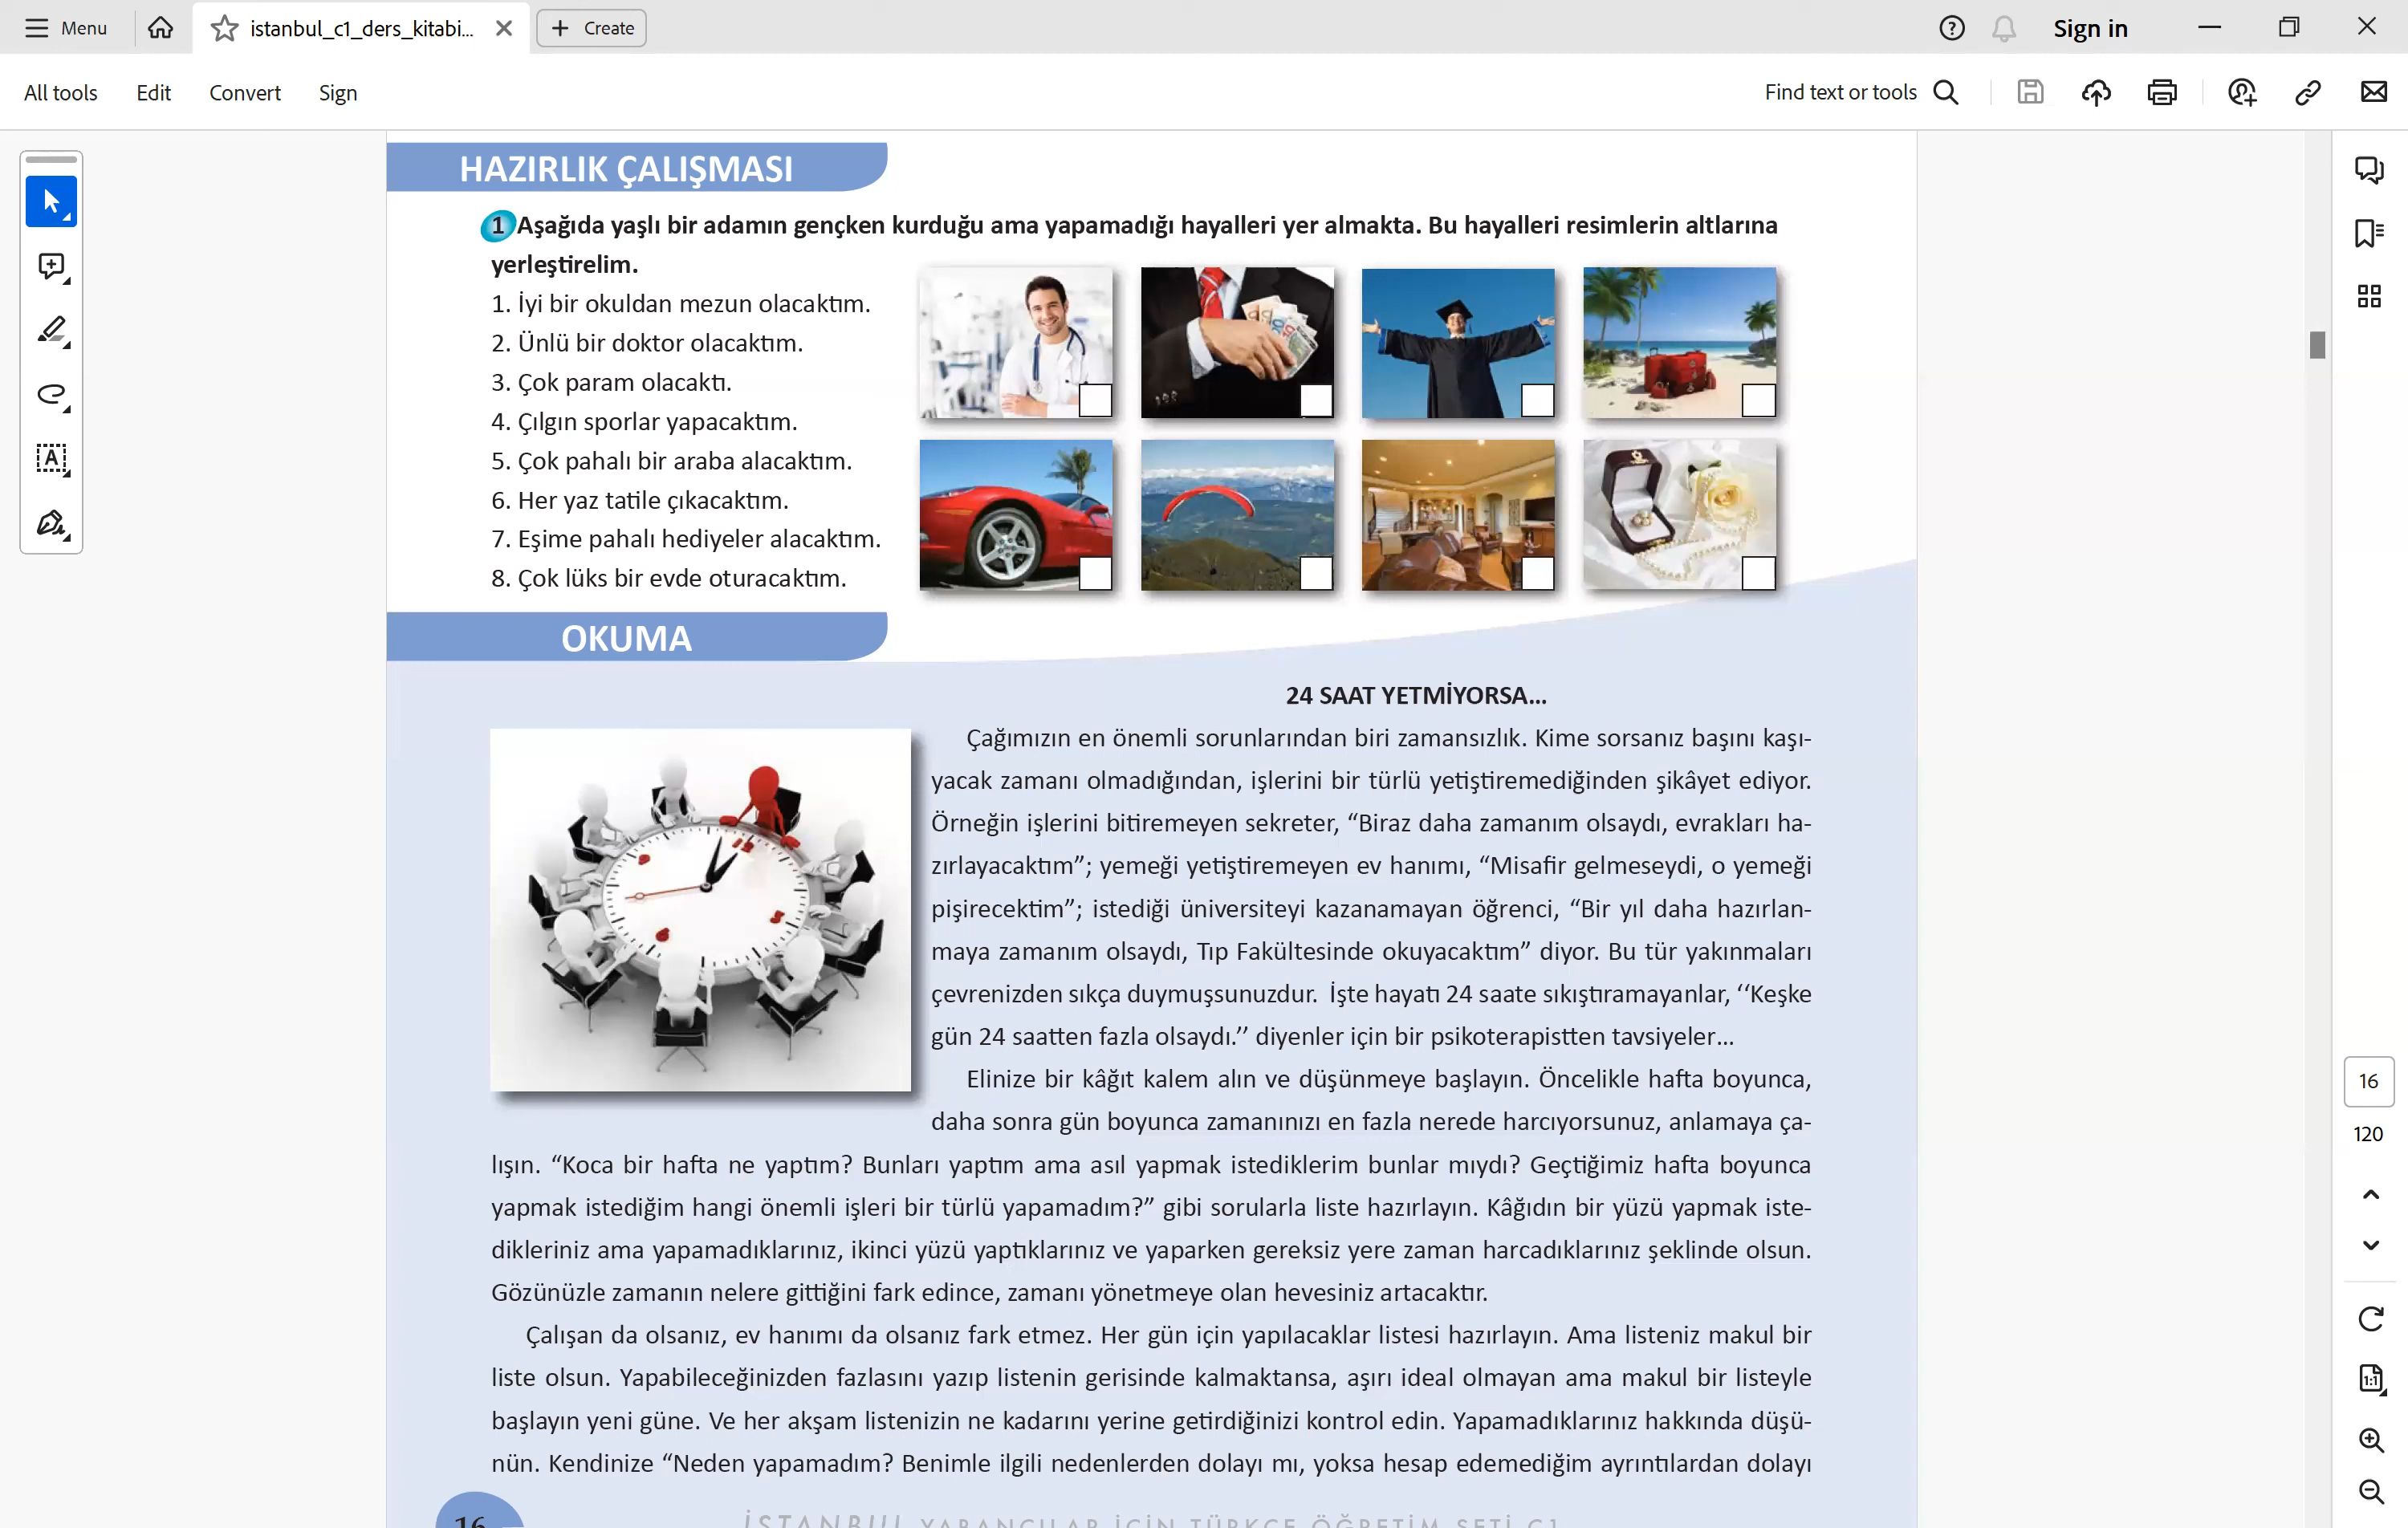 Menu
istanbul_c1_ders_kitabi...
Create
Sign in
All tools
Edit
Convert
Sign
Find text or tools
HAZIRLIK ÇALIŞMASI
1 Aşağıda yaşlı bir adamın gençken kurduğu ama yapamadığı hayalleri yer almakta. Bu hayalleri resimlerin altlarına
yerleştirelim.
1. İyi bir okuldan mezun olacaktım.
2. Ünlü bir doktor olacaktım.
3. Çok param olacaktı.
4. Çılgın sporlar yapacaktım.
5. Çok pahalı bir araba alacaktım.
6. Her yaz tatile çıkacaktım.
7. Eşime pahalı hediyeler alacaktım.
8. Çok lüks bir evde oturacaktım.
OKUMA
24 SAAT YETMİYORSA...
Çağımızın en önemli sorunlarından biri zamansızlık. Kime sorsanız başını kaşı-
yacak zamanı olmadığından, işlerini bir türlü yetiştiremediğinden şikâyet ediyor.
Örneğin işlerini bitiremeyen sekreter, “Biraz daha zamanım olsaydı, evrakları ha-
zırlayacaktım”; yemeği yetiştiremeyen ev hanımı, “Misafir gelmeseydi, o yemeği
pişirecektim”; istediği üniversiteyi kazanamayan öğrenci, “Bir yıl daha hazırlan-
maya zamanım olsaydı, Tıp Fakültesinde okuyacaktım” diyor. Bu tür yakınmaları
çevrenizden sıkça duymuşsunuzdur. İşte hayatı 24 saate sıkıştıramayanlar, ‘‘Keşke
gün 24 saatten fazla olsaydı.’’ diyenler için bir psikoterapistten tavsiyeler...
Elinize bir kâğıt kalem alın ve düşünmeye başlayın. Öncelikle hafta boyunca,
daha sonra gün boyunca zamanınızı en fazla nerede harcıyorsunuz, anlamaya ça-
lışın. “Koca bir hafta ne yaptım? Bunları yaptım ama asıl yapmak istediklerim bunlar mıydı? Geçtiğimiz hafta boyunca
yapmak istediğim hangi önemli işleri bir türlü yapamadım?” gibi sorularla liste hazırlayın. Kâğıdın bir yüzü yapmak iste-
dikleriniz ama yapamadıklarınız, ikinci yüzü yaptıklarınız ve yaparken gereksiz yere zaman harcadıklarınız şeklinde olsun.
Gözünüzle zamanın nelere gittiğini fark edince, zamanı yönetmeye olan hevesiniz artacaktır.
Çalışan da olsanız, ev hanımı da olsanız fark etmez. Her gün için yapılacaklar listesi hazırlayın. Ama listeniz makul bir
liste olsun. Yapabileceğinizden fazlasını yazıp listenin gerisinde kalmaktansa, aşırı ideal olmayan ama makul bir listeyle
başlayın yeni güne. Ve her akşam listenizin ne kadarını yerine getirdiğinizi kontrol edin. Yapamadıklarınız hakkında düşü-
nün. Kendinize “Neden yapamadım? Benimle ilgili nedenlerden dolayı mı, yoksa hesap edemediğim ayrıntılardan dolayı
16
İSTANBUL YABANCILAR İÇİN TÜRKÇE ÖĞRETİM SETİ C1
16
120